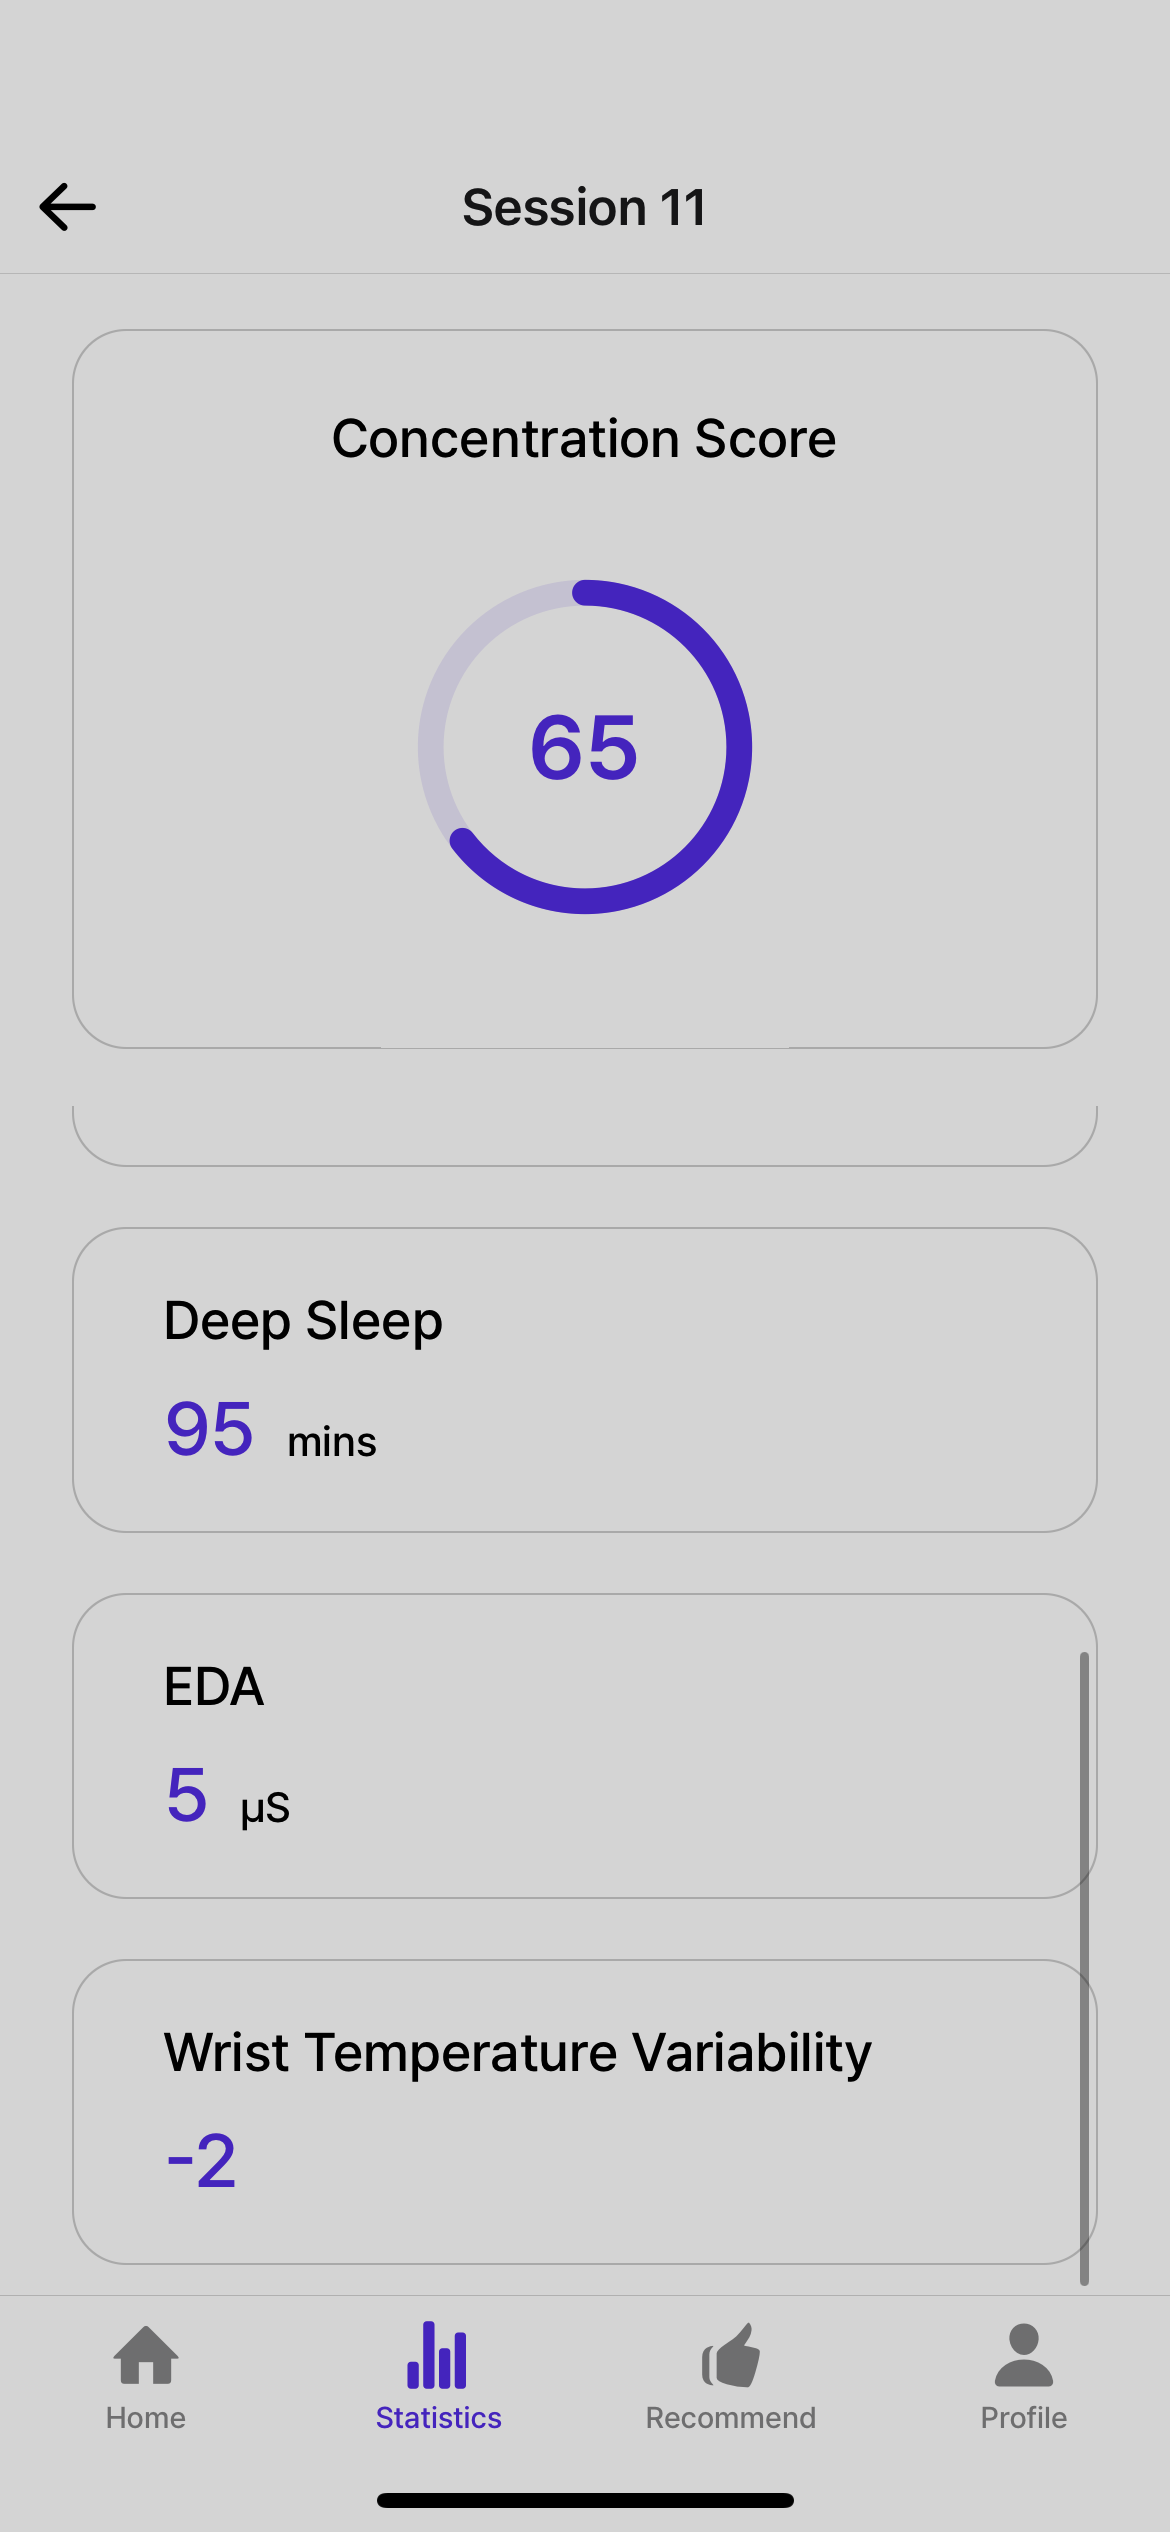 Session 11
Concentration Score
65
Deep Sleep
95 mins
EDA
5 µS
Wrist Temperature Variability
-2
Home Statistics Recommend Profile